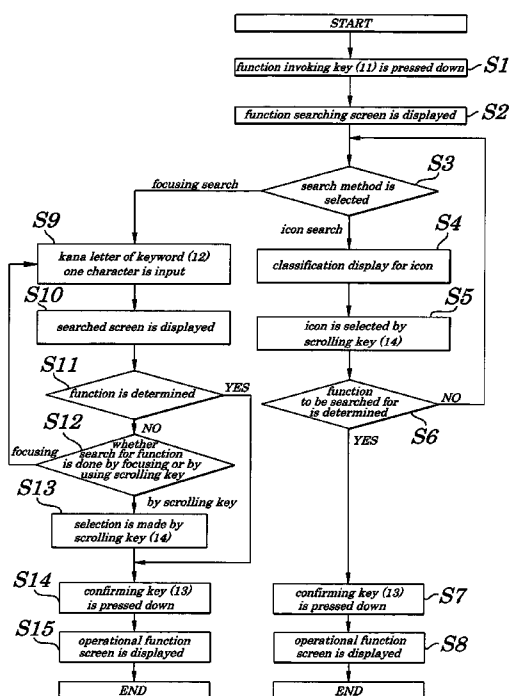 START
function invoking key (11) is pressed down
S1
function searching screen is displayed
S2
S3
search method is
selected
focusing search
icon search
S9
kana letter of keyword (12)
one character is input
S4
classification display for icon
S10
searched screen is displayed
S5
icon is selected by
scrolling key (14)
S11
function is determined
YES
NO
function
to be searched for
is determined
NO
S6
YES
S12
whether
search for function
is done by focusing or by
using scrolling key
focusing
by scrolling key
S13
selection is made by
scrolling key (14)
S14
confirming key (13)
is pressed down
S15
operational function
screen is displayed
END
confirming key (13)
is pressed down
S7
operational function
screen is displayed
S8
END